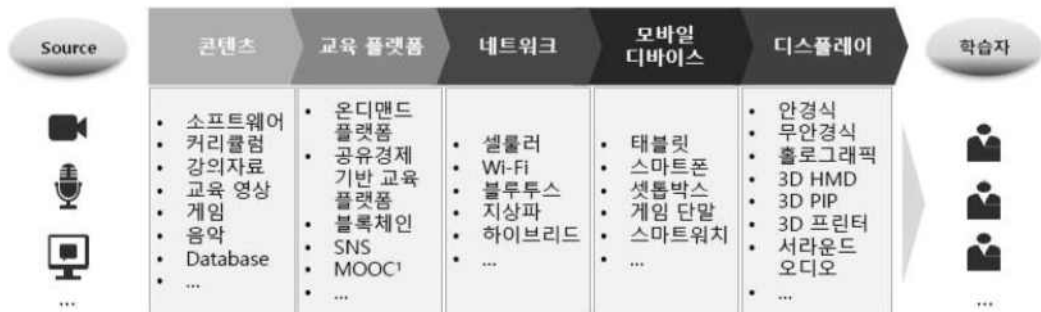 Source
콘텐츠
교육 플랫폼
네트워크
모바일
디바이스
디스플레이
학습자
• 소프트웨어
• 커리큘럼
• 강의자료
• 교육 영상
• 게임
• 음악
• Database
• ...
• 온디맨드
플랫폼
• 공유경제
기반 교육
플랫폼
• 블록체인
• SNS
• MOOC¹
• ...
• 셀룰러
• Wi-Fi
• 블루투스
• 지상파
• 하이브리드
• ...
• 태블릿
• 스마트폰
• 셋톱박스
• 게임 단말
• 스마트워치
• ...
• 안경식
• 무안경식
• 홀로그래픽
• 3D HMD
• 3D PIP
• 3D 프린터
• 서라운드
오디오
• ...
...
...